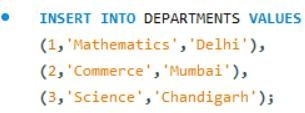 INSERT INTO DEPARTMENTS VALUES
(1,'Mathematics','Delhi'),
(2,'Commerce','Mumbai'),
(3,'Science','Chandigarh');